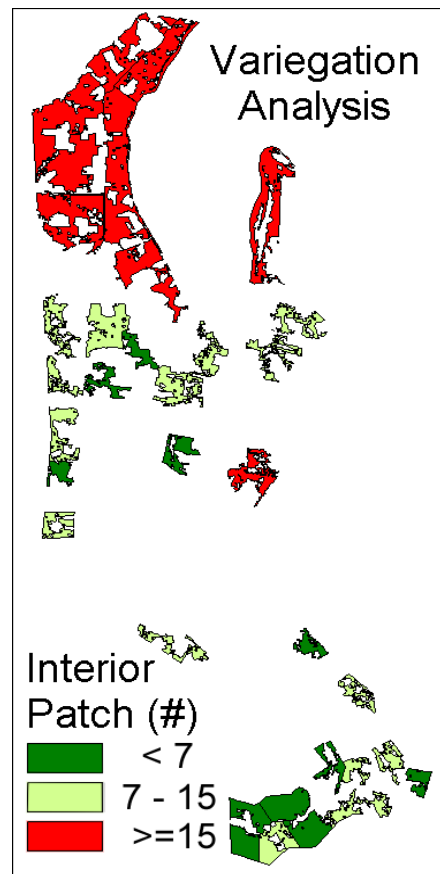 Variegation
Analysis
Interior
Patch (#)
< 7
7 - 15
>=15